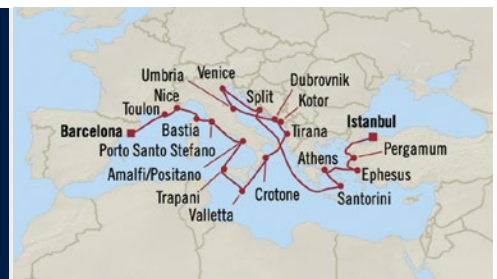 Umbria
Venice
Dubrovnik
Nice
Split
Kotor
Toulon
Barcelona
Bastia
Tirana
Istanbul
Porto Santo Stefano
Athens
Pergamum
Amalfi/Positano
Ephesus
Trapani
Crotone
Santorini
Valletta